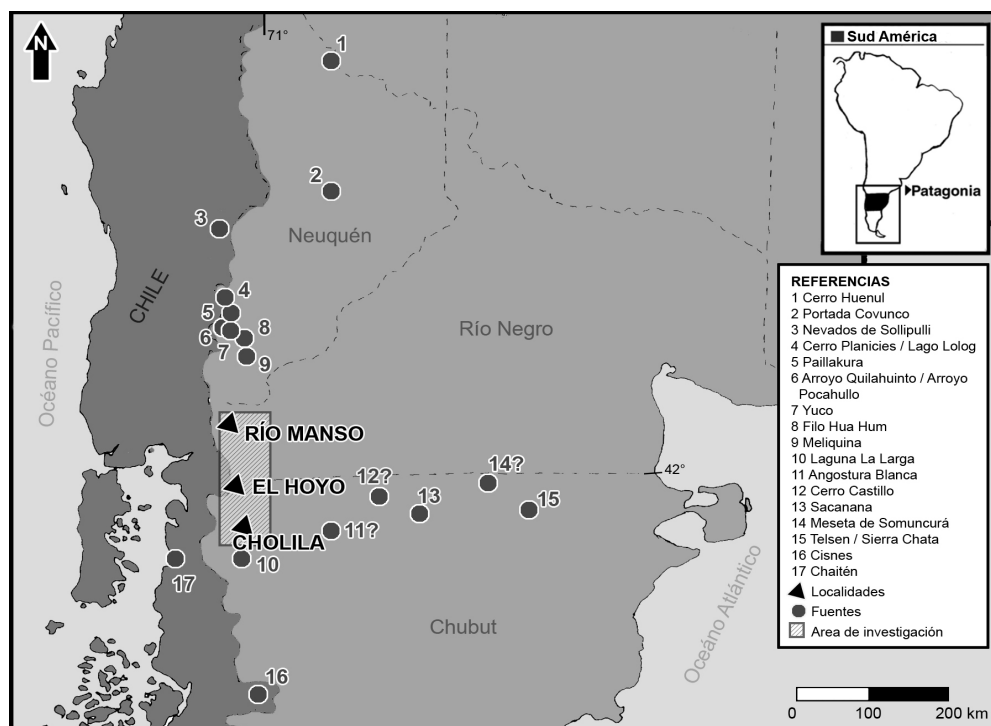 N
71°
1
2
3
Neuquén
CHILE
Océano Pacífico
4
5
6
7
8
9
Río Negro
RÍO MANSO
EL HOYO
CHOLILA
42°
12?
14?
13
15
11?
10
17
Chubut
16
Océano Atlántico
Sud América
Patagonia
REFERENCIAS
1 Cerro Huenul
2 Portada Covunco
3 Nevados de Sollipulli
4 Cerro Planicies / Lago Lolog
5 Paillakura
6 Arroyo Quilahuinto / Arroyo
Pocahullo
7 Yuco
8 Filo Hua Hum
9 Meliquina
10 Laguna La Larga
11 Angostura Blanca
12 Cerro Castillo
13 Sacanana
14 Meseta de Somuncurá
15 Telsen / Sierra Chata
16 Cisnes
17 Chaitén
Localidades
Fuentes
Area de investigación
0 100 200 km